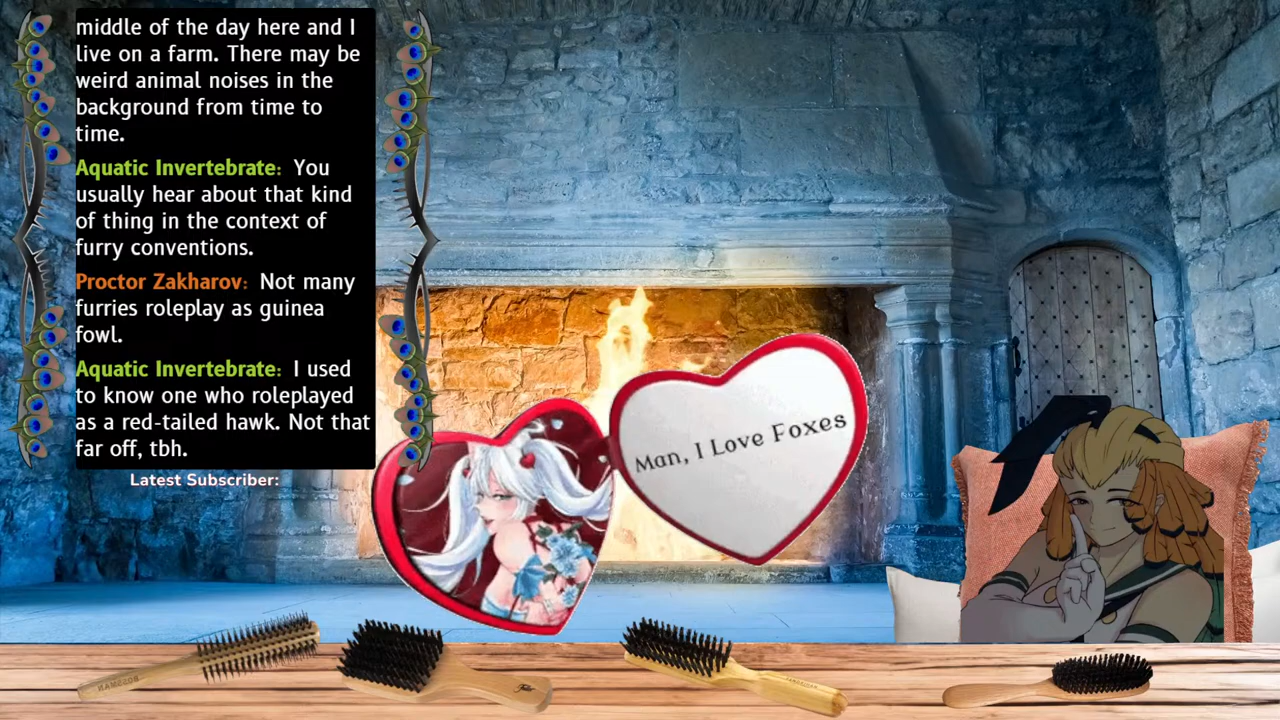 middle of the day here and I
live on a farm. There may be
weird animal noises in the
background from time to
time.
Aquatic Invertebrate: You
usually hear about that kind
of thing in the context of
furry conventions.
Proctor Zakharov: Not many
furries roleplay as guinea
fowl.
Aquatic Invertebrate: I used
to know one who roleplayed
as a red-tailed hawk. Not that
far off, tbh.
Latest Subscriber:
Man, I Love Foxes